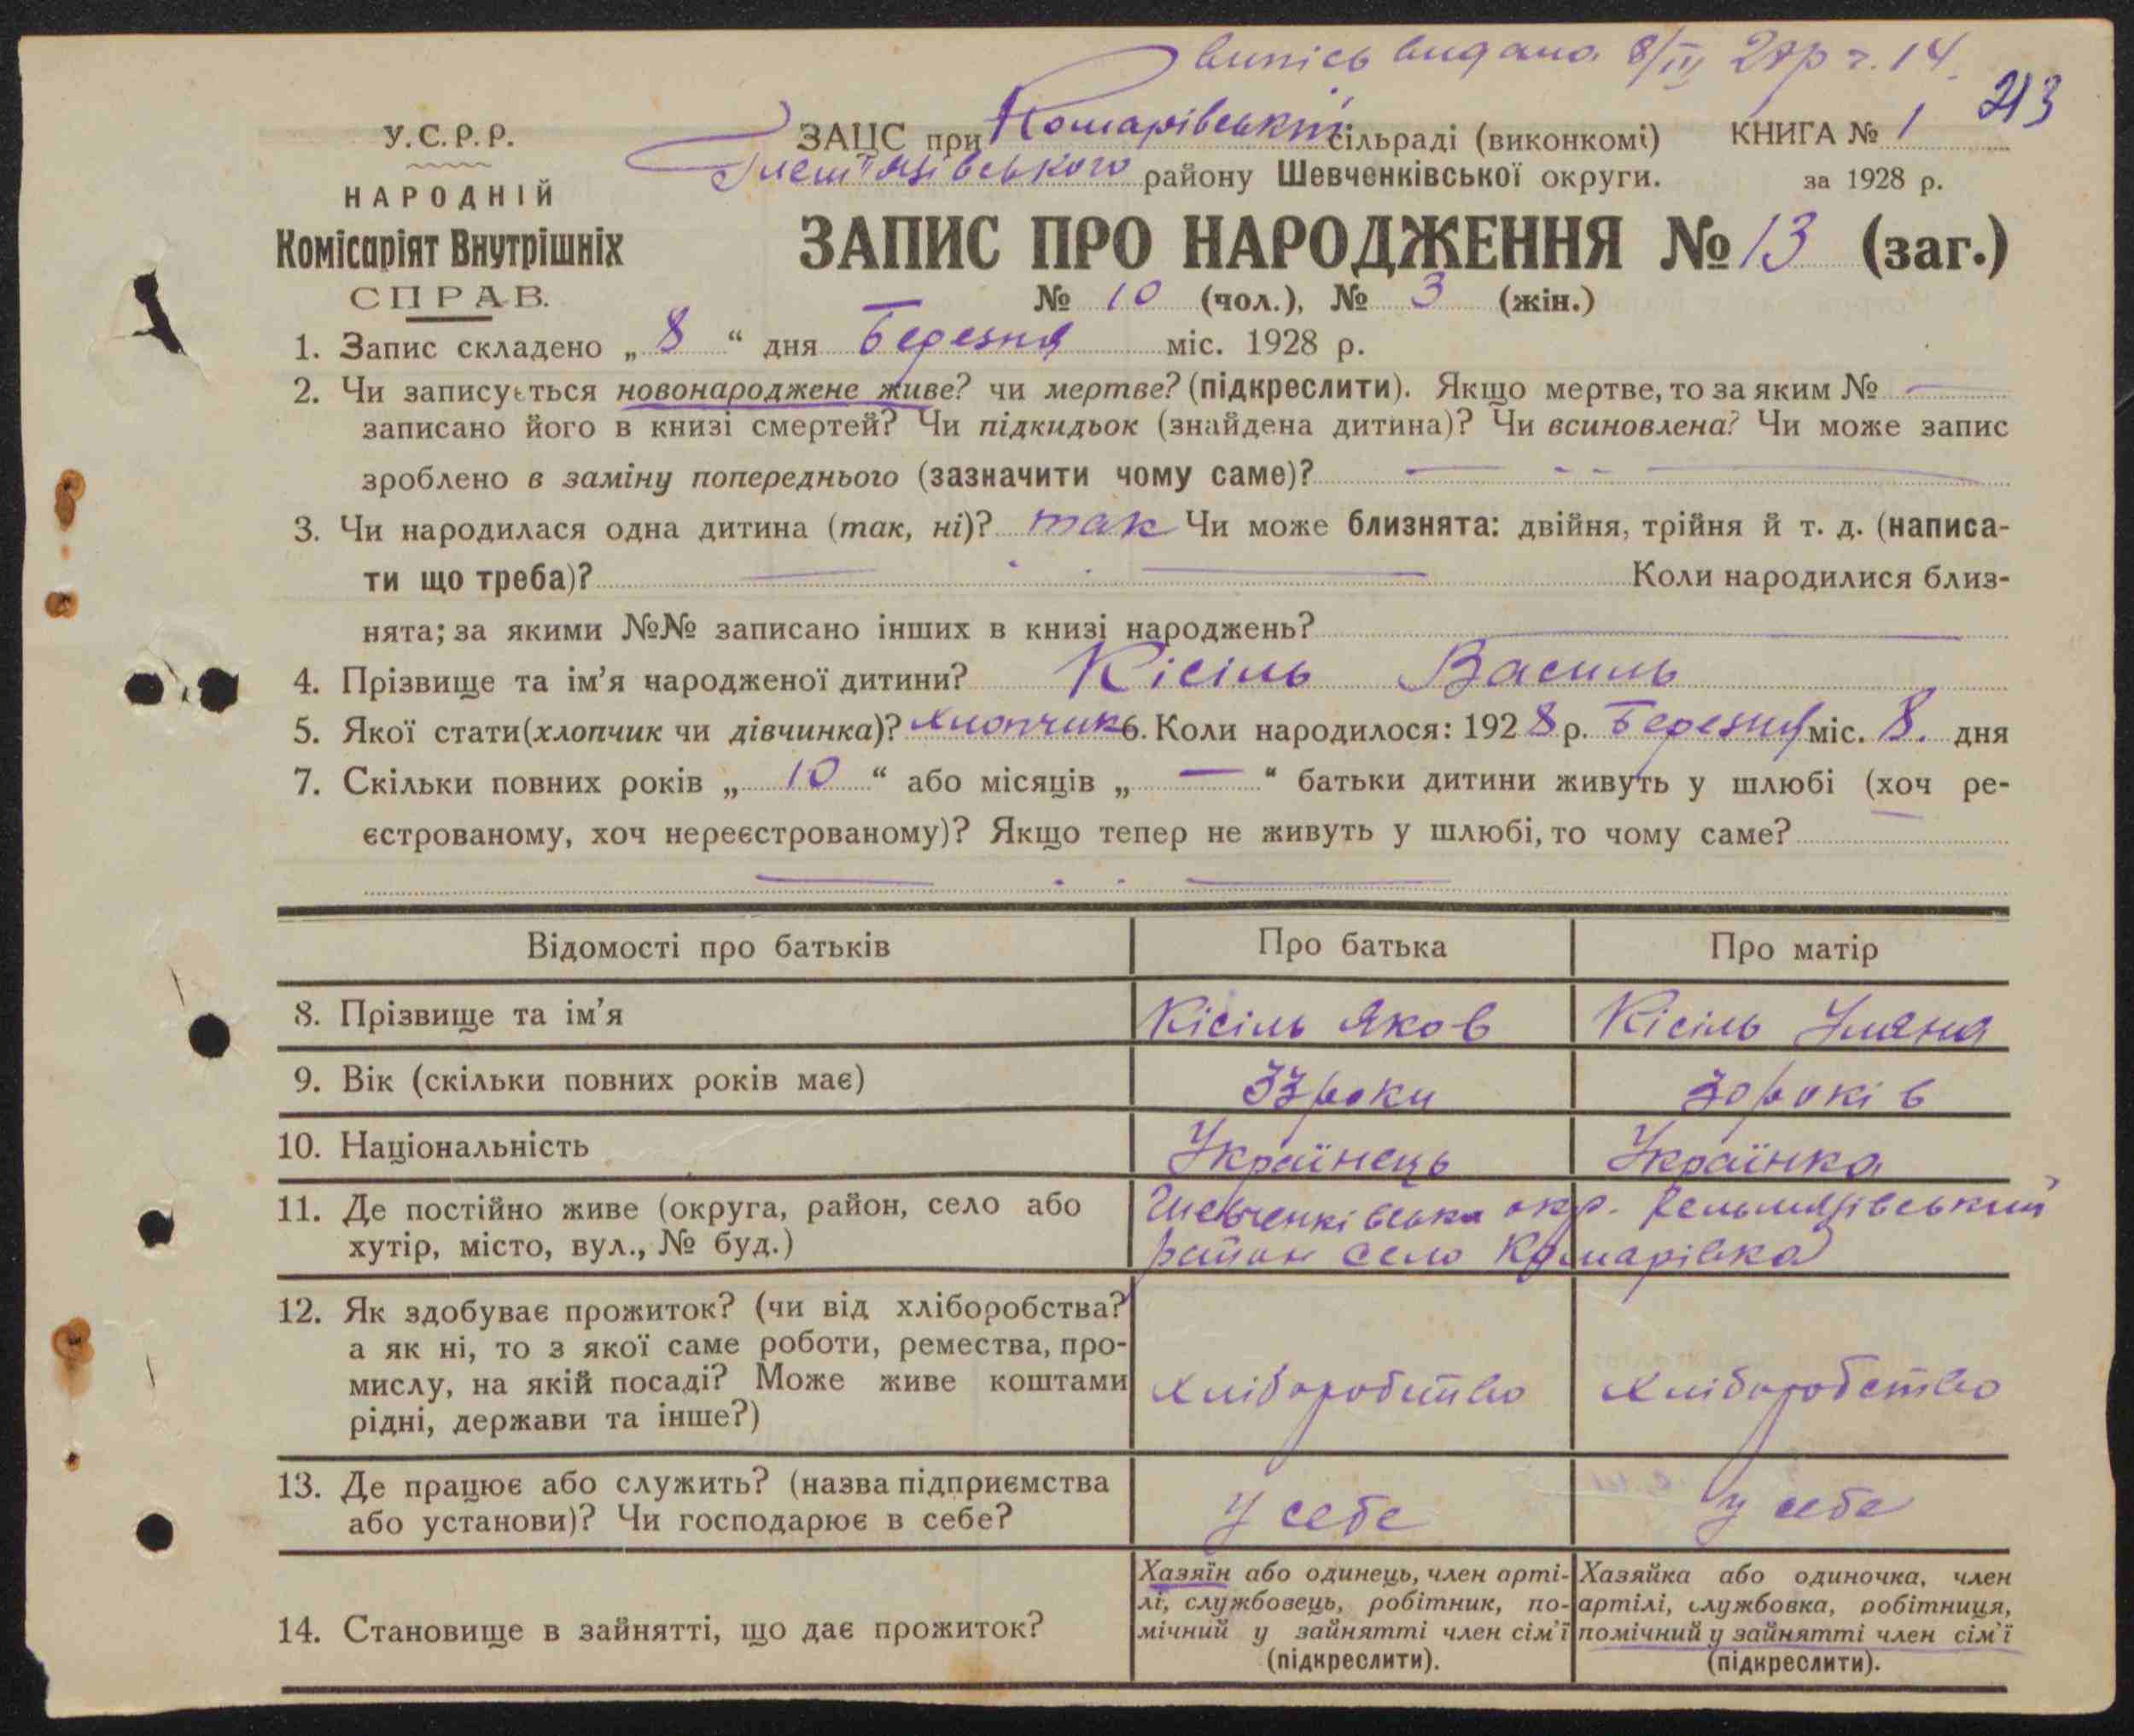 Випісь видана 8/III 28р ч. 14.
213
У.С.Р.Р.
ЗАЦС при Комарівській сільраді (виконкомі) КНИГА № 1
району Шевченківської округи. за 1928 р.
НАРОДНІЙ
Комісаріят Внутрішніх
СПРАВ.
ЗАПИС ПРО НАРОДЖЕННЯ № 13 (заг.)
№ 10 (чол.), № 3 (жін.)
1. Запис складено „ 8 “ дня Березня міс. 1928 р.
2. Чи записується новонароджене живе? чи мертве? (підкреслити). Якщо мертве, то за яким № —
записано його в книзі смертей? Чи підкидьок (знайдена дитина)? Чи всиновлена? Чи може запис
зроблено в заміну попереднього (зазначити чому саме)?
3. Чи народилася одна дитина (так, ні)? так Чи може близнята: двійня, трійня й т. д. (написа-
ти що треба)? Коли народилися близ-
нята; за якими №№ записано інших в книзі народжень?
4. Прізвище та ім’я народженої дитини? Кісіль Василь
5. Якої стати (хлопчик чи дівчинка)? хлопчик 6. Коли народилося: 1928 р. Березня міс. 8. дня
7. Скільки повних років „ 10 “ або місяців „ — “ батьки дитини живуть у шлюбі (хоч ре-
єстрованому, хоч нереєстрованому)? Якщо тепер не живуть у шлюбі, то чому саме?
Відомості про батьків Про батька Про матір
8. Прізвище та ім’я Кісіль Яков Кісіль Уляна
9. Вік (скільки повних років має) 33 роки 30 років
10. Національність Українець Українка
11. Де постійно живе (округа, район, село або
хутір, місто, вул., № буд.)
Шевченківська окр.
район село Комарівка
12. Як здобуває прожиток? (чи від хліборобства?
а як ні, то з якої саме роботи, ремества, про-
мислу, на якій посаді? Може живе коштами
рідні, держави та інше?)
хліборобство хліборобство
13. Де працює або служить? (назва підприємства
або установи)? Чи господарює в себе?
у себе у себе
14. Становище в зайнятті, що дає прожиток?
Хазяїн або одинець, член арті-
лі, службовець, робітник, по-
мічний у зайнятті член сім’ї
(підкреслити).
Хазяйка або одиночка, член
артілі, службовка, робітниця,
помічний у зайнятті член сім’ї
(підкреслити).